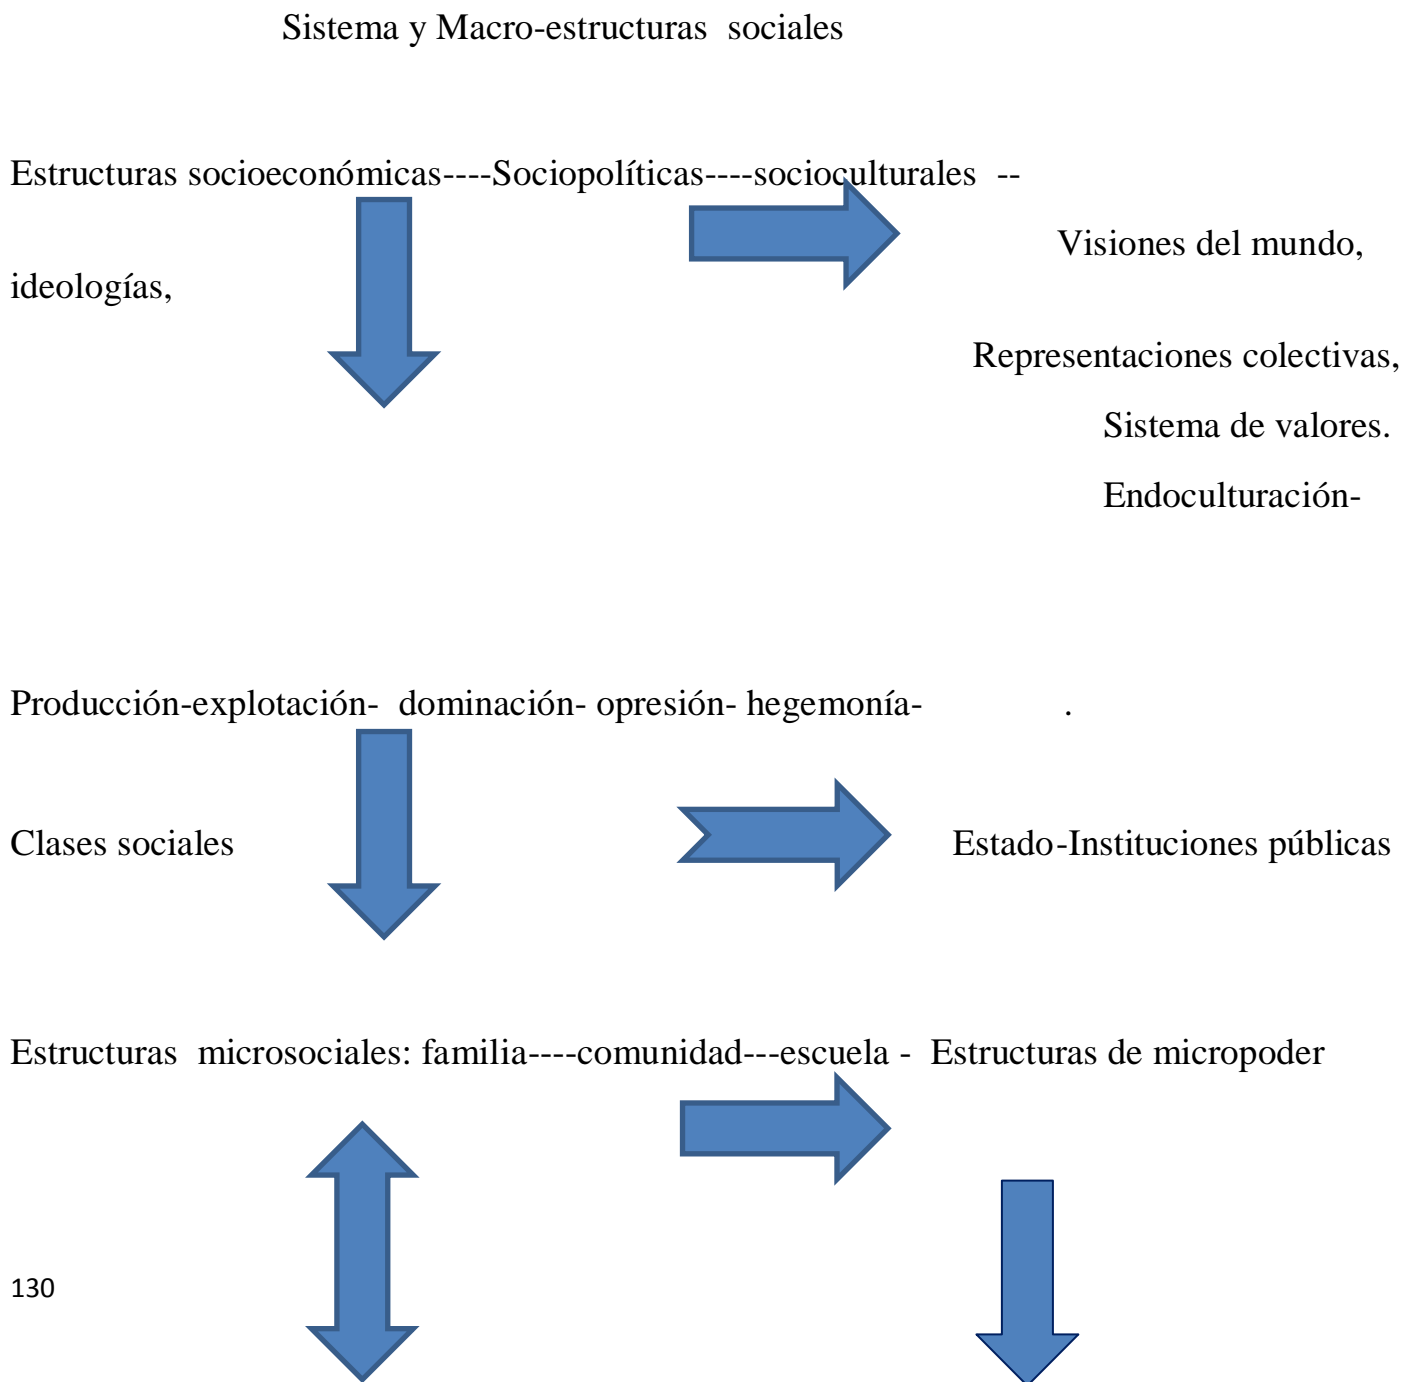 Sistema y Macro-estructuras  sociales
Estructuras socioeconómicas----Sociopolíticas----socioculturales  --
Visiones del mundo,
ideologías,
Representaciones colectivas,
Sistema de valores.
Endoculturación-
Producción-explotación-  dominación- opresión- hegemonía-                .
Clases sociales                Estado-Instituciones públicas
Estructuras  microsociales: familia----comunidad---escuela -  Estructuras de micropoder
130